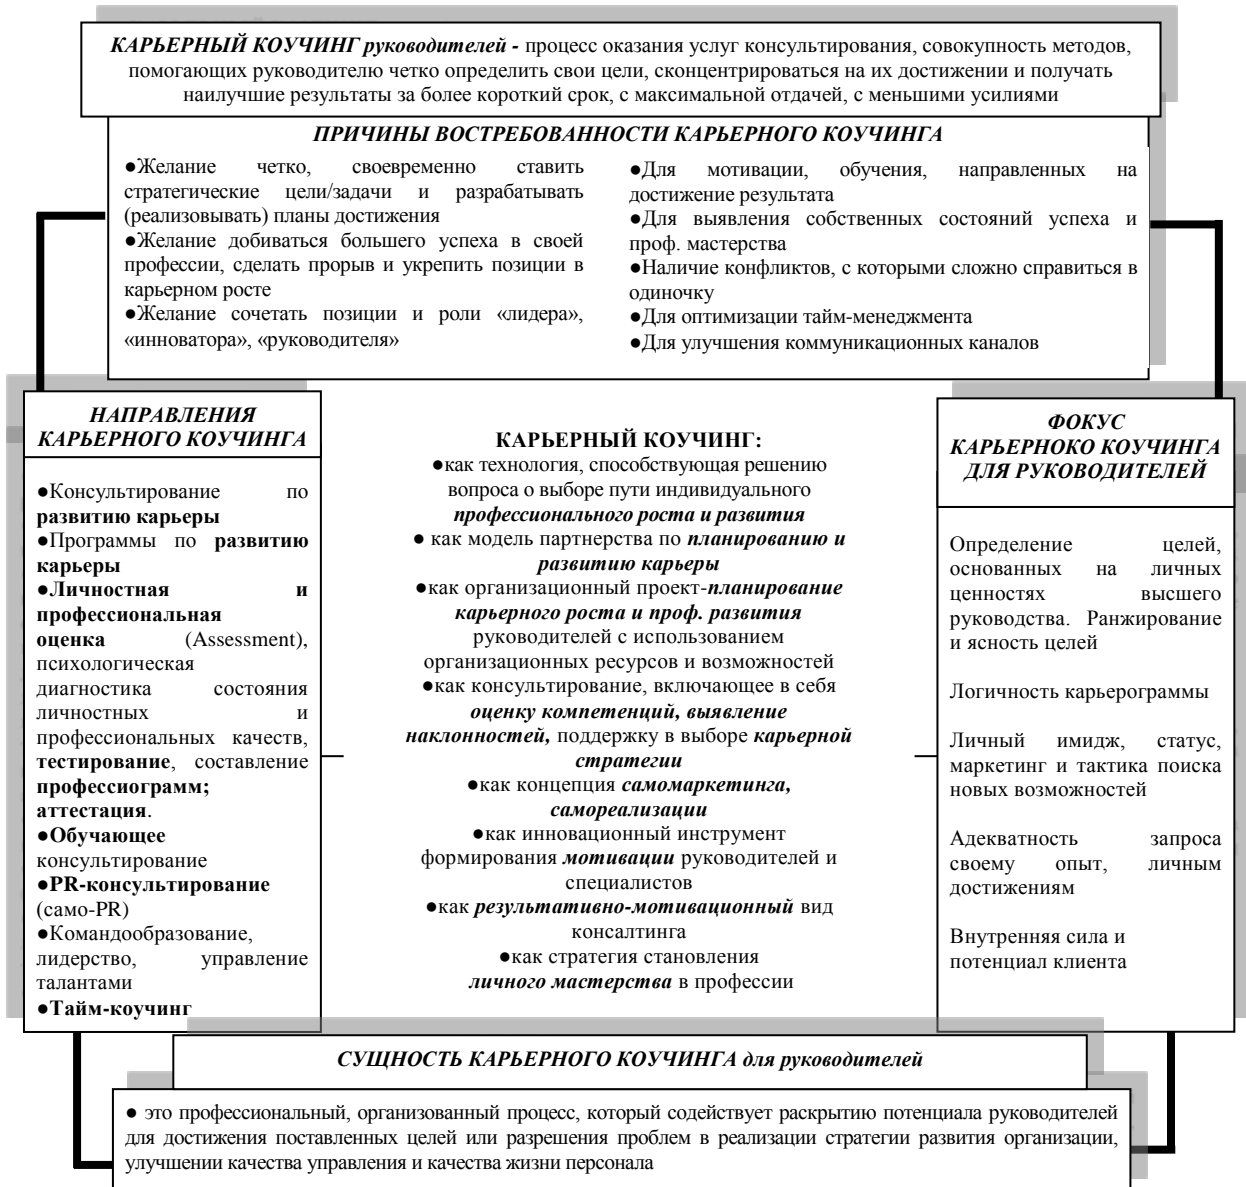 КАРЬЕРНЫЙ КОУЧИНГ руководителей - процесс оказания услуг консультирования, совокупность методов,
помогающих руководителю четко определить свои цели, сконцентрироваться на их достижении и получать
наилучшие результаты за более короткий срок, с максимальной отдачей, с меньшими усилиями
ПРИЧИНЫ ВОСТРЕБОВАННОСТИ КАРЬЕРНОГО КОУЧИНГА
●Желание четко, своевременно ставить
стратегические цели/задачи и разрабатывать
(реализовывать) планы достижения
●Желание добиваться большего успеха в своей
профессии, сделать прорыв и укрепить позиции в
карьерном росте
●Желание сочетать позиции и роли «лидера»,
«инноватора», «руководителя»
●Для мотивации, обучения, направленных на
достижение результата
●Для выявления собственных состояний успеха и
проф. мастерства
●Наличие конфликтов, с которыми сложно справиться в
одиночку
●Для оптимизации тайм-менеджмента
●Для улучшения коммуникационных каналов
НАПРАВЛЕНИЯ
КАРЬЕРНОГО КОУЧИНГА
●Консультирование по
развитию карьеры
●Программы по развитию
карьеры
●Личностная и
профессиональная
оценка (Assessment),
психологическая
диагностика состояния
личностных и
профессиональных качеств,
тестирование, составление
профессиограмм;
аттестация.
●Обучающее
консультирование
●PR-консультирование
(само-PR)
●Командообразование,
лидерство, управление
талантами
●Тайм-коучинг
КАРЬЕРНЫЙ КОУЧИНГ:
●как технология, способствующая решению
вопроса о выборе пути индивидуального
профессионального роста и развития
● как модель партнерства по планированию и
развитию карьеры
●как организационный проект-планирование
карьерного роста и проф. развития
руководителей с использованием
организационных ресурсов и возможностей
●как консультирование, включающее в себя
оценку компетенций, выявление
наклонностей, поддержку в выборе карьерной
стратегии
●как концепция самомаркетинга,
самореализации
●как инновационный инструмент
формирования мотивации руководителей и
специалистов
●как результативно-мотивационный вид
консалтинга
●как стратегия становления
личного мастерства в профессии
ФОКУС
КАРЬЕРНОКО КОУЧИНГА
ДЛЯ РУКОВОДИТЕЛЕЙ
Определение целей,
основанных на личных
ценностях высшего
руководства. Ранжирование
и ясность целей
Логичность карьерограммы
Личный имидж, статус,
маркетинг и тактика поиска
новых возможностей
Адекватность запроса
своему опыт, личным
достижениям
Внутренняя сила и
потенциал клиента
СУЩНОСТЬ КАРЬЕРНОГО КОУЧИНГА для руководителей
● это профессиональный, организованный процесс, который содействует раскрытию потенциала руководителей
для достижения поставленных целей или разрешения проблем в реализации стратегии развития организации,
улучшении качества управления и качества жизни персонала